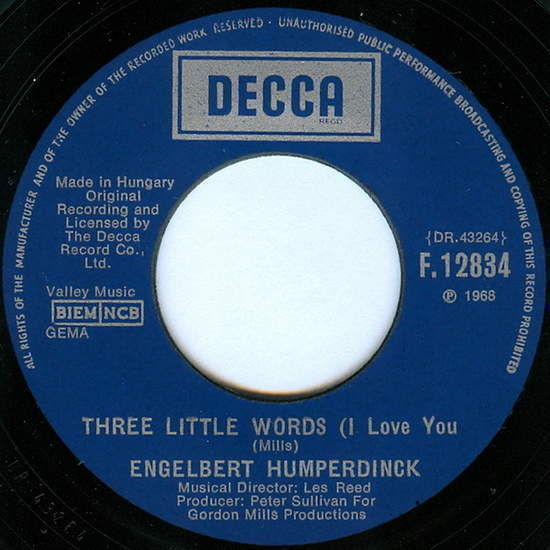 ALL RIGHTS OF THE MANUFACTURER AND OF THE OWNER OF THE RECORDED WORK RESERVED - UNAUTHORISED PUBLIC PERFORMANCE BROADCASTING AND COPYING OF THIS RECORD PROHIBITED
DECCA
REGD
Made in Hungary
Original
Recording and
Licensed by
The Decca
Record Co.,
Ltd.
{DR.43264}
F.12834
Ⓟ 1968
Valley Music
BIEM NCB
GEMA
THREE LITTLE WORDS (I Love You
(Mills)
ENGELBERT HUMPERDINCK
Musical Director: Les Reed
Producer: Peter Sullivan For
Gordon Mills Productions